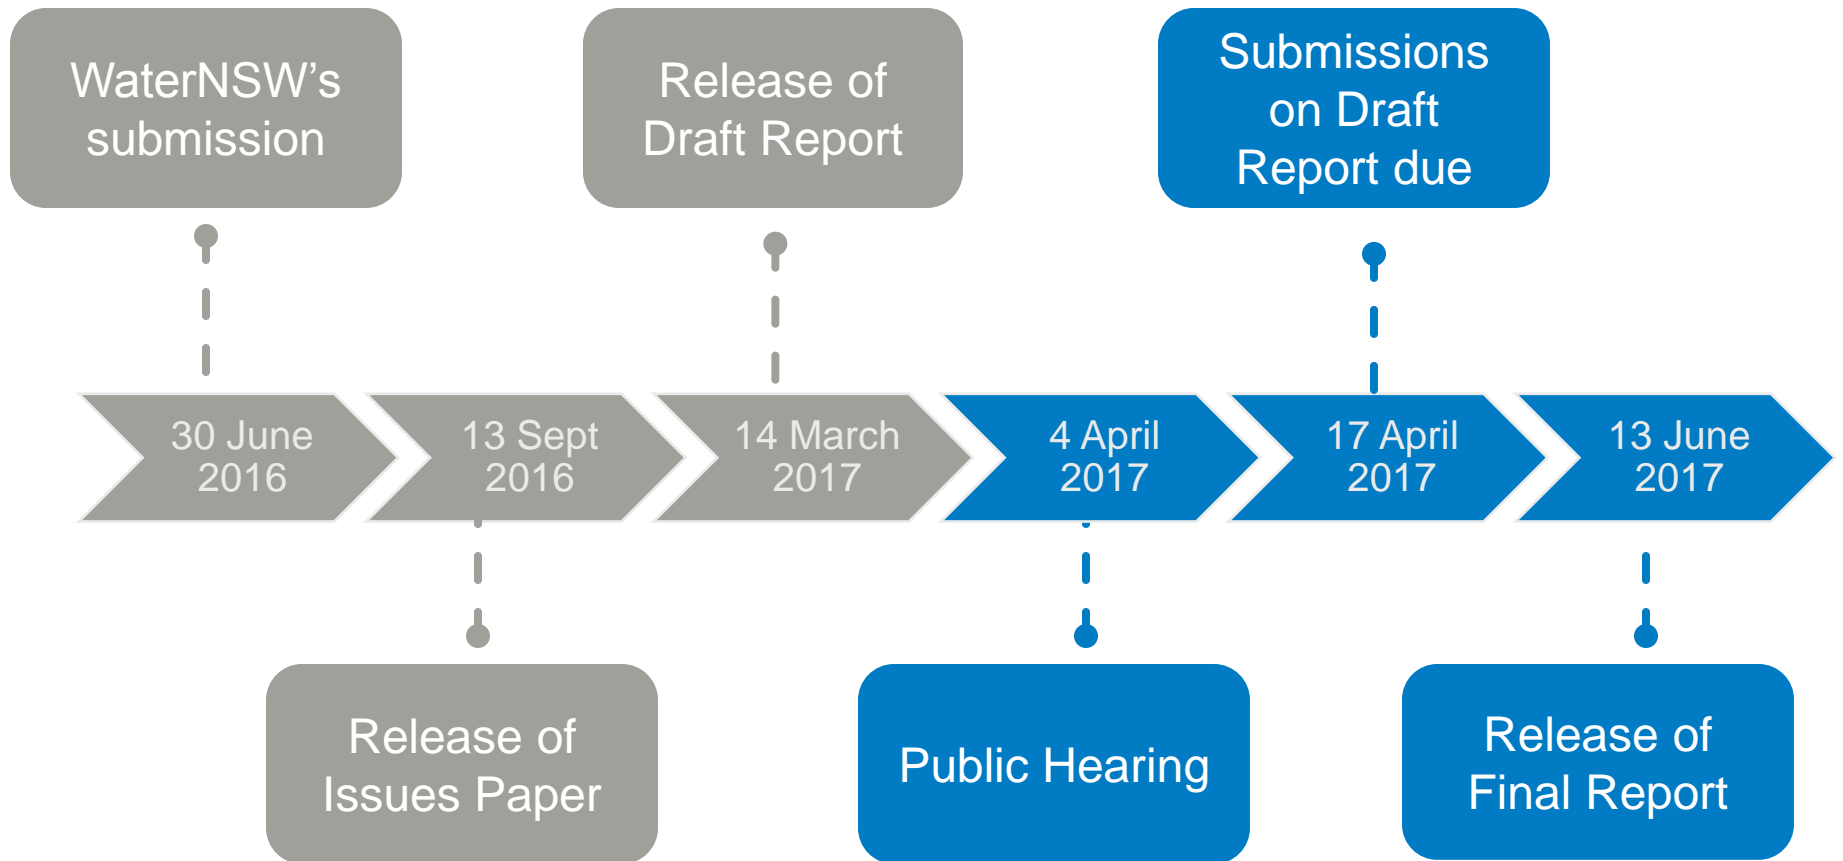 WaterNSW’s
submission
Release of
Draft Report
Submissions
on Draft
Report due
30 June
2016
13 Sept
2016
14 March
2017
4 April
2017
17 April
2017
13 June
2017
Release of
Issues Paper
Public Hearing
Release of
Final Report